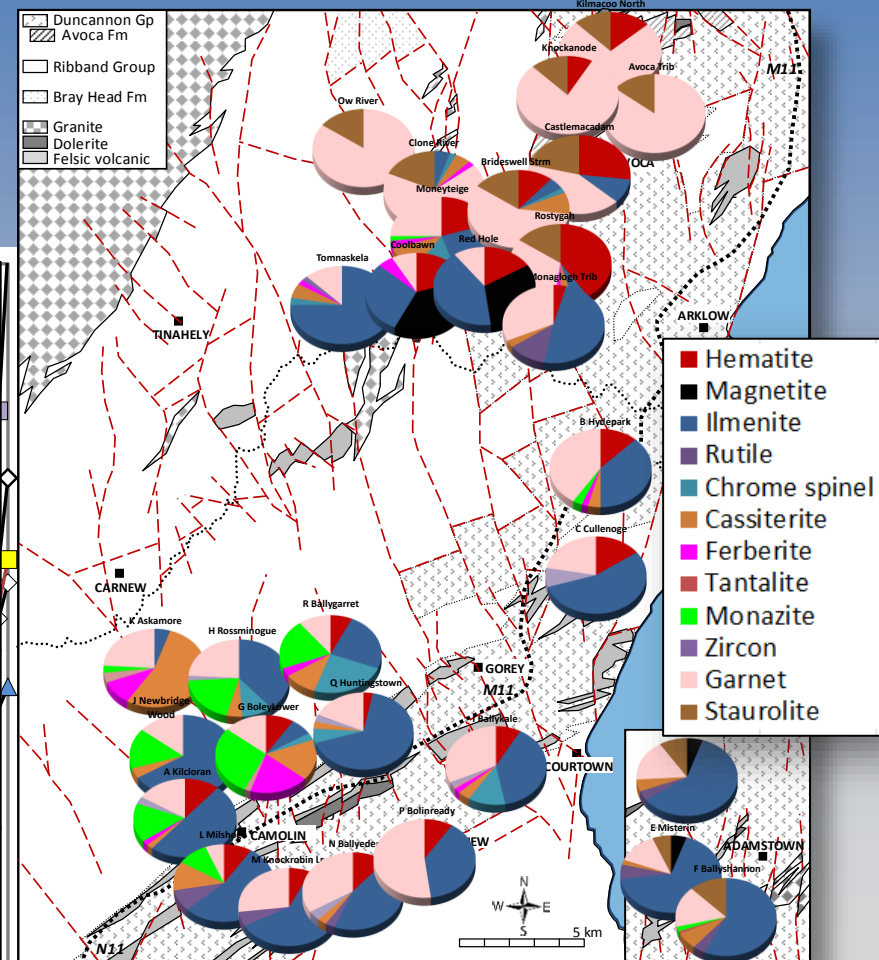 Duncannon Gp
Avoca Fm
Ribband Group
Bray Head Fm
Granite
Dolerite
Felsic volcanic
Kilmacoo North
Knockanode
Avoca Trib
M11
Ow River
Castlemacadam
Clone River
Brideswell Strm
VOCA
Moneyteige
Rostygah
Coolbawn
Red Hole
Tomnaskela
Monaglogh Trib
TINAHELY
ARKLOW
Hematite
Magnetite
Ilmenite
Rutile
Chrome spinel
Cassiterite
Ferberite
Tantalite
Monazite
Zircon
Garnet
Staurolite
B Hydepark
C Cullenoge
CARNEW
K Askamore
H Rossminogue
R Ballygarret
GOREY
M11
Q Huntingstown
J Newbridge
Wood
G BoleyLower
Ballykale
COURTOWN
A Kilcloran
P Bolinready
L Milsho
CAMOLIN
N Ballyede
EW
M Knockrobin L
E Misterin
ADAMSTOWN
F Ballyshannon
N
W E
S
5 km
N11